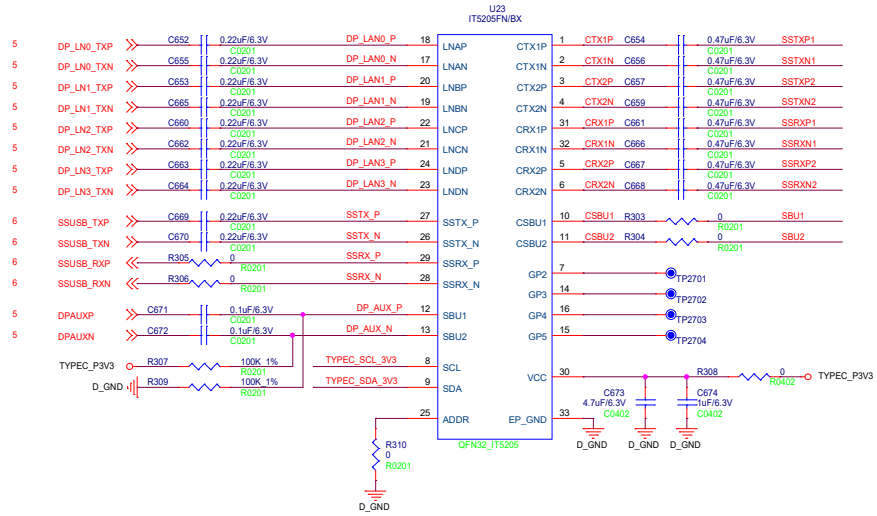 U23
IT5205FN/BX
5 DP_LN0_TXP C652 0.22uF/6.3V C0201 DP_LAN0_P 18 LNAP CTX1P 1 CTX1P C654 0.47uF/6.3V C0201 SSTXP1
5 DP_LN0_TXN C655 0.22uF/6.3V C0201 DP_LAN0_N 17 LNAN CTX1N 2 CTX1N C656 0.47uF/6.3V C0201 SSTXN1
5 DP_LN1_TXP C653 0.22uF/6.3V C0201 DP_LAN1_P 20 LNBP CTX2P 3 CTX2P C657 0.47uF/6.3V C0201 SSTXP2
5 DP_LN1_TXN C665 0.22uF/6.3V C0201 DP_LAN1_N 19 LNBN CTX2N 4 CTX2N C659 0.47uF/6.3V C0201 SSTXN2
5 DP_LN2_TXP C660 0.22uF/6.3V C0201 DP_LAN2_P 22 LNCP CRX1P 31 CRX1P C661 0.47uF/6.3V C0201 SSRXP1
5 DP_LN2_TXN C662 0.22uF/6.3V C0201 DP_LAN2_N 21 LNCN CRX1N 32 CRX1N C666 0.47uF/6.3V C0201 SSRXN1
5 DP_LN3_TXP C663 0.22uF/6.3V C0201 DP_LAN3_P 24 LNDP CRX2P 5 CRX2P C667 0.47uF/6.3V C0201 SSRXP2
5 DP_LN3_TXN C664 0.22uF/6.3V C0201 DP_LAN3_N 23 LNDN CRX2N 6 CRX2N C668 0.47uF/6.3V C0201 SSRXN2
6 SSUSB_TXP C669 0.22uF/6.3V C0201 SSTX_P 27 SSTX_P CSBU1 10 CSBU1 R303 0 R0201 SBU1
6 SSUSB_TXN C670 0.22uF/6.3V C0201 SSTX_N 26 SSTX_N CSBU2 11 CSBU2 R304 0 R0201 SBU2
6 SSUSB_RXP R305 0 R0201 SSRX_P 29 SSRX_P
6 SSUSB_RXN R306 0 R0201 SSRX_N 28 SSRX_N
GP2 7 TP2701
GP3 14 TP2702
5 DPAUXP C671 0.1uF/6.3V C0201 DP_AUX_P 12 SBU1 GP4 16 TP2703
5 DPAUXN C672 0.1uF/6.3V C0201 DP_AUX_N 13 SBU2 GP5 15 TP2704
TYPEC_P3V3 R307 100K 1% R0201 TYPEC_SCL_3V3 8 SCL
D_GND R309 100K 1% R0201 TYPEC_SDA_3V3 9 SDA
VCC 30 R308 0 R0402 TYPEC_P3V3
C673 4.7uF/6.3V C0402
C674 1uF/6.3V C0402
25 ADDR EP_GND 33
D_GND D_GND D_GND
R310
0
R0201
QFN32_IT5205
D_GND